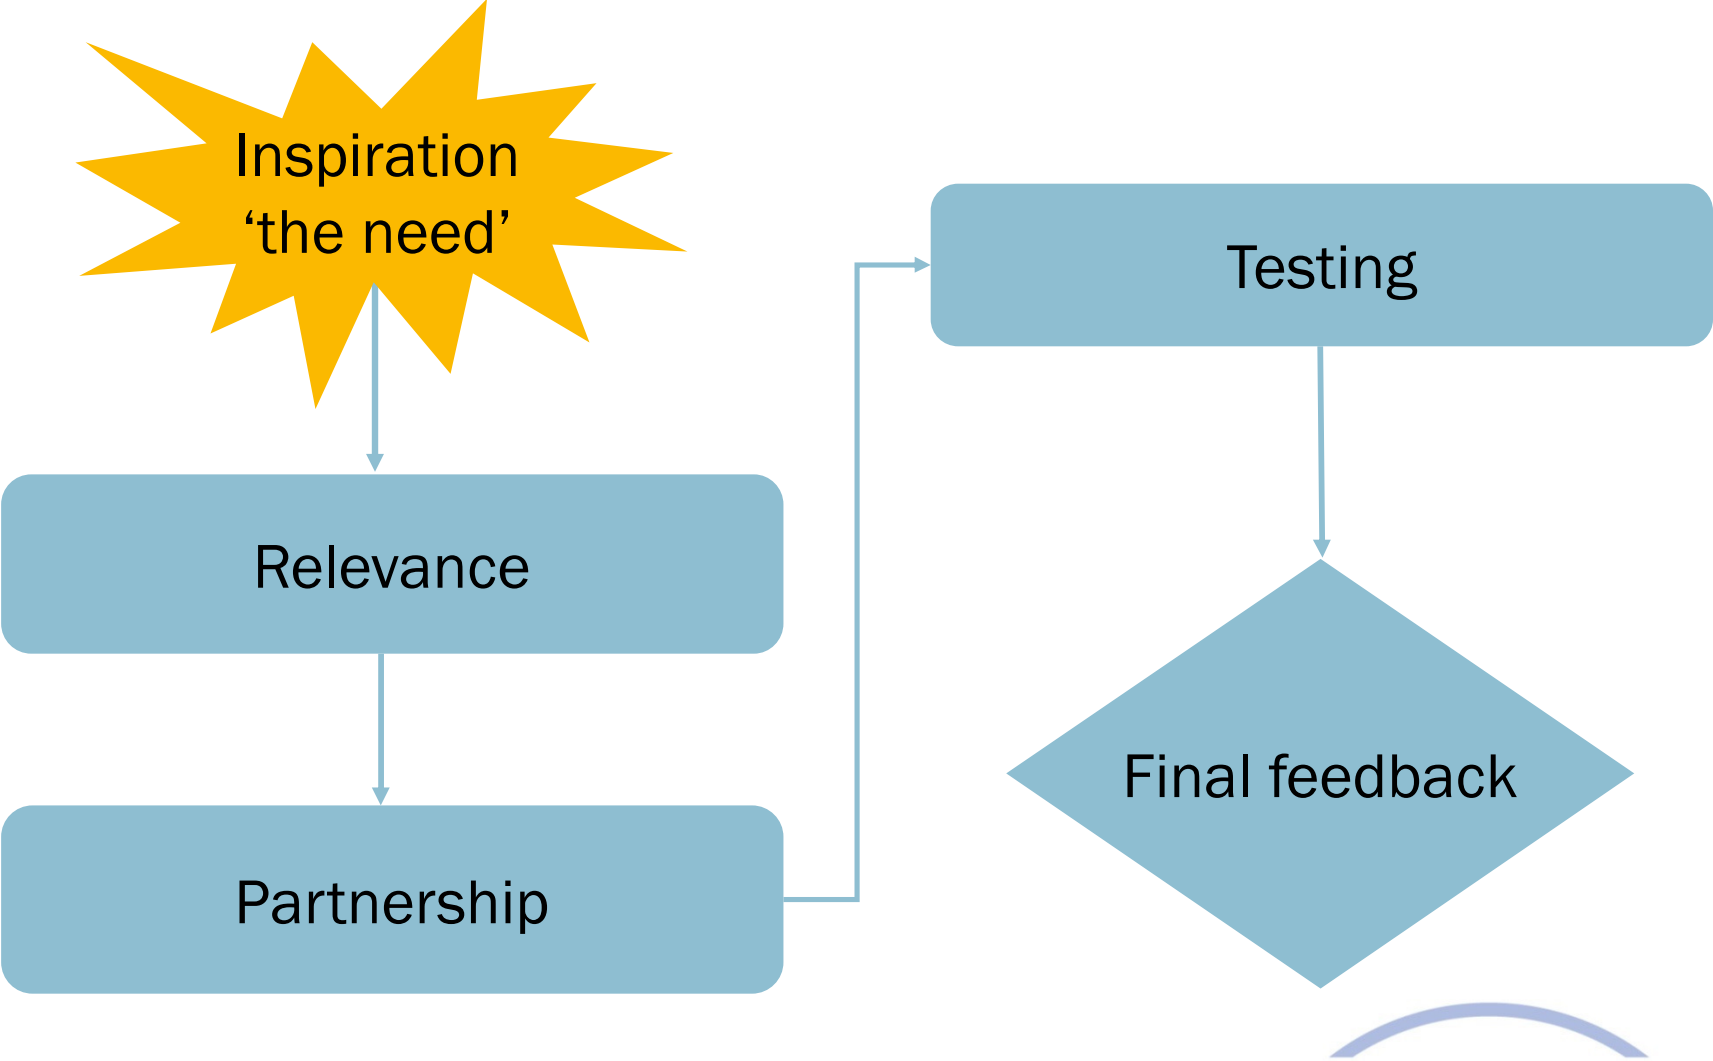 Inspiration
‘the need’
Relevance
Partnership
Testing
Final feedback